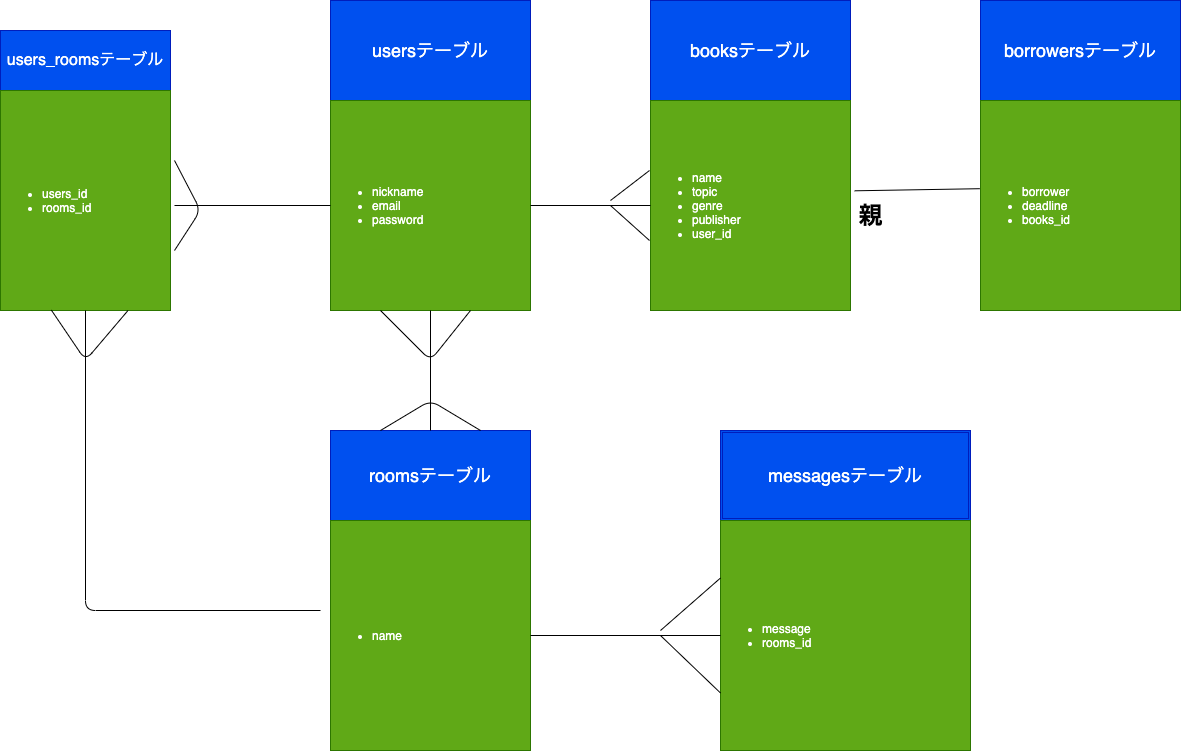 users_roomsテーブル
users_id
rooms_id
usersテーブル
nickname
email
password
booksテーブル
name
topic
genre
publisher
user_id
親
borrowersテーブル
borrower
deadline
books_id
roomsテーブル
name
messagesテーブル
message
rooms_id